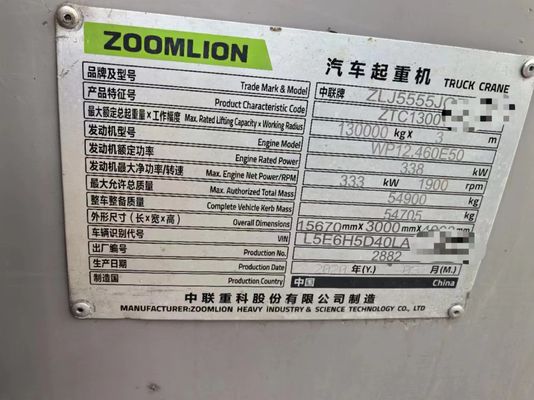 ZOOMLION
汽车起重机 TRUCK CRANE
品牌及型号 Trade Mark & Model 中联牌 ZLJ5555J
产品特征号 Product Characteristic Code ZTC1300
最大额定总起重量×工作幅度 Max. Rated Lifting Capacity × Working Radius 130000 kg X 3 m
发动机型号 Engine Model WP12.460E50
发动机额定功率 Engine Rated Power 338 kW
发动机最大净功率/转速 Max. Engine Net Power/RPM 333 kW 1900 rpm
最大允许总质量 Max. Authorized Total Mass 54900 kg
整车整备质量 Complete Vehicle Kerb Mass 54705 kg
外形尺寸(长×宽×高) Overall Dimensions 15670 mm X 3000 mm X mm
车辆识别代号 VIN L5E6H5D40LA
出厂编号 Production No. 2882
生产日期 Production Date 2020 年(Y.) 月(M.)
制造国 Production Country 中国 China
中联重科股份有限公司制造
MANUFACTURER:ZOOMLION HEAVY INDUSTRY & SCIENCE TECHNOLOGY CO., LTD